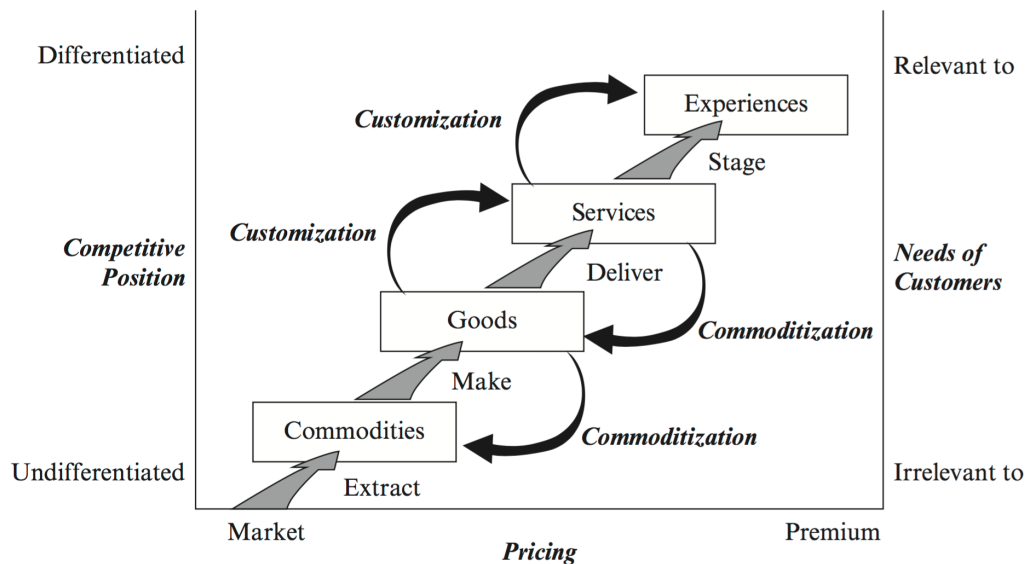 Differentiated
Relevant to
Experiences
Customization
Stage
Services
Customization
Competitive
Position
Needs of
Customers
Deliver
Goods
Commoditization
Make
Commodities
Commoditization
Undifferentiated
Irrelevant to
Extract
Market
Premium
Pricing